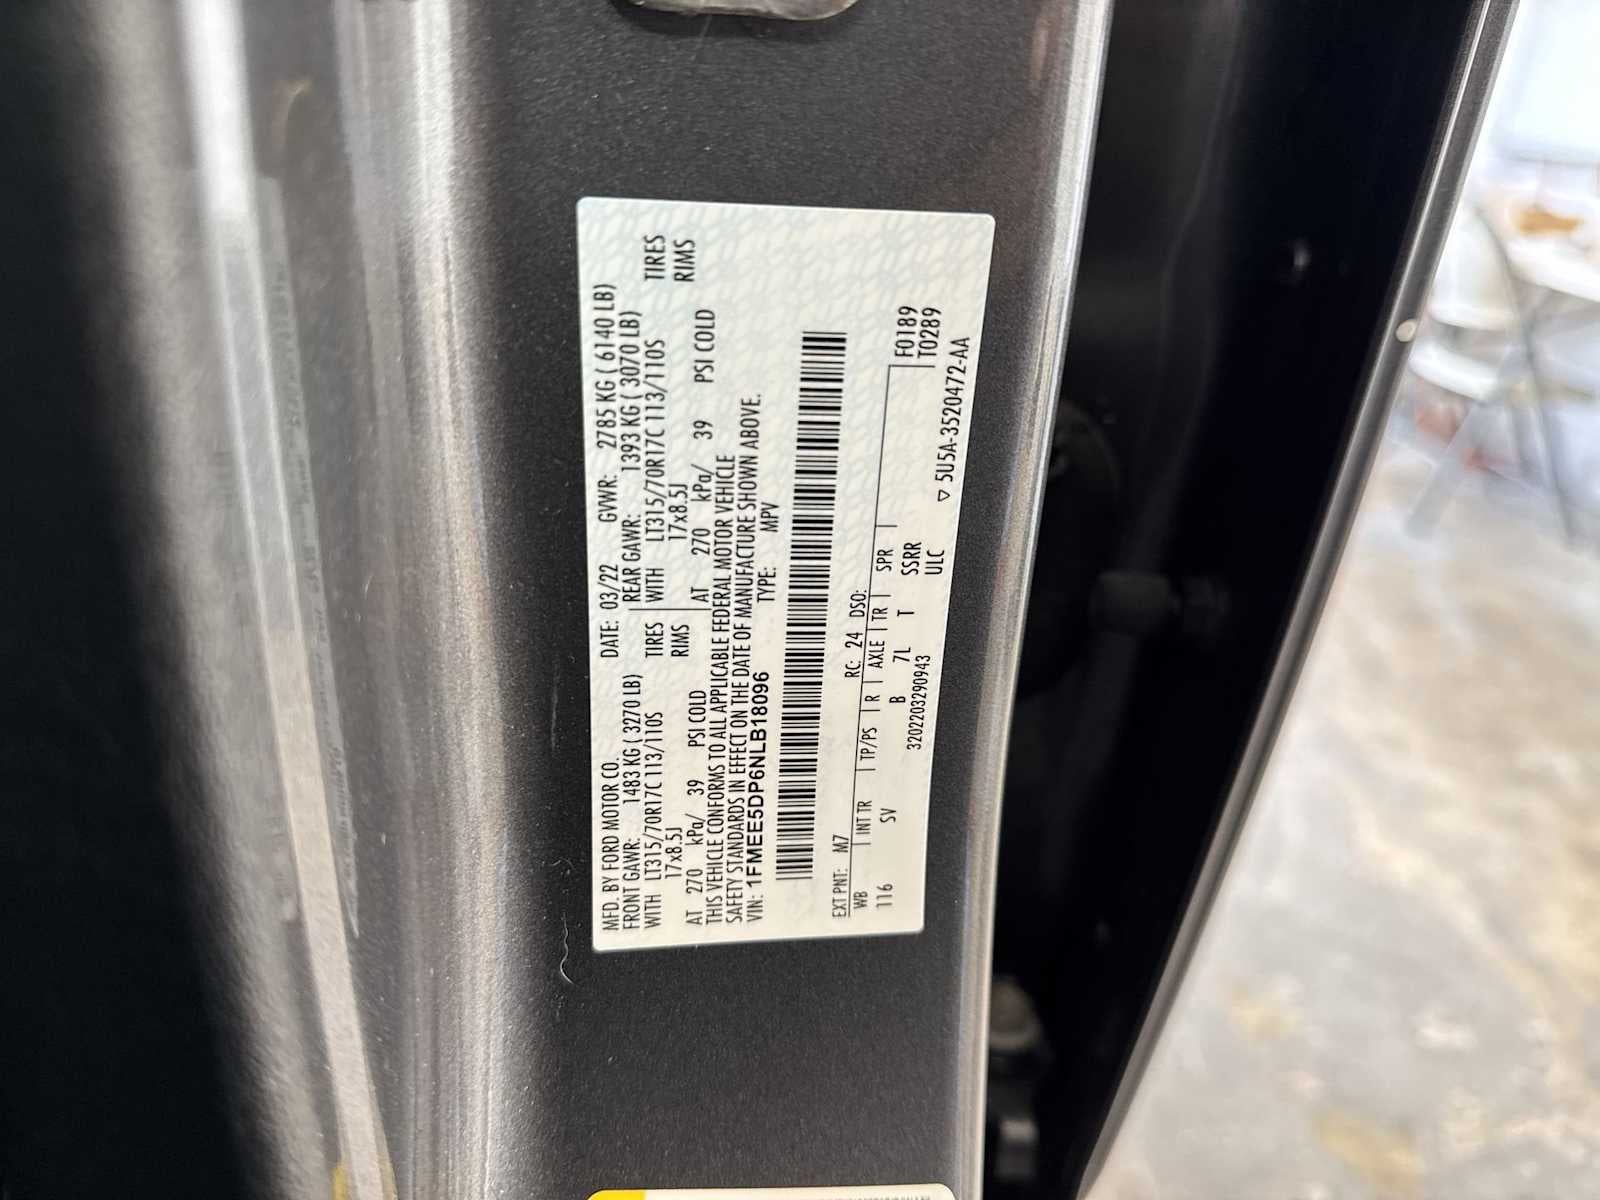 MFD. BY FORD MOTOR CO.
DATE: 03/22 GVWR: 2785 KG ( 6140 LB)
FRONT GAWR: 1483 KG ( 3270 LB)
REAR GAWR: 1393 KG ( 3070 LB)
WITH LT315/70R17C 113/110S TIRES
WITH LT315/70R17C 113/110S TIRES
17x8.5J RIMS
17x8.5J RIMS
AT 270 kPa/ 39 PSI COLD
AT 270 kPa/ 39 PSI COLD
THIS VEHICLE CONFORMS TO ALL APPLICABLE FEDERAL MOTOR VEHICLE
SAFETY STANDARDS IN EFFECT ON THE DATE OF MANUFACTURE SHOWN ABOVE.
VIN: 1FMEE5DP6NLB18096 TYPE: MPV
EXT PNT: M7 RC: 24 DSO:
WB INT TR TP/PS R AXLE TR SPR F0189
116 SV B 7L T SSRR T0289
320220329 0943 ULC
▽ 5U5A-3520472-AA